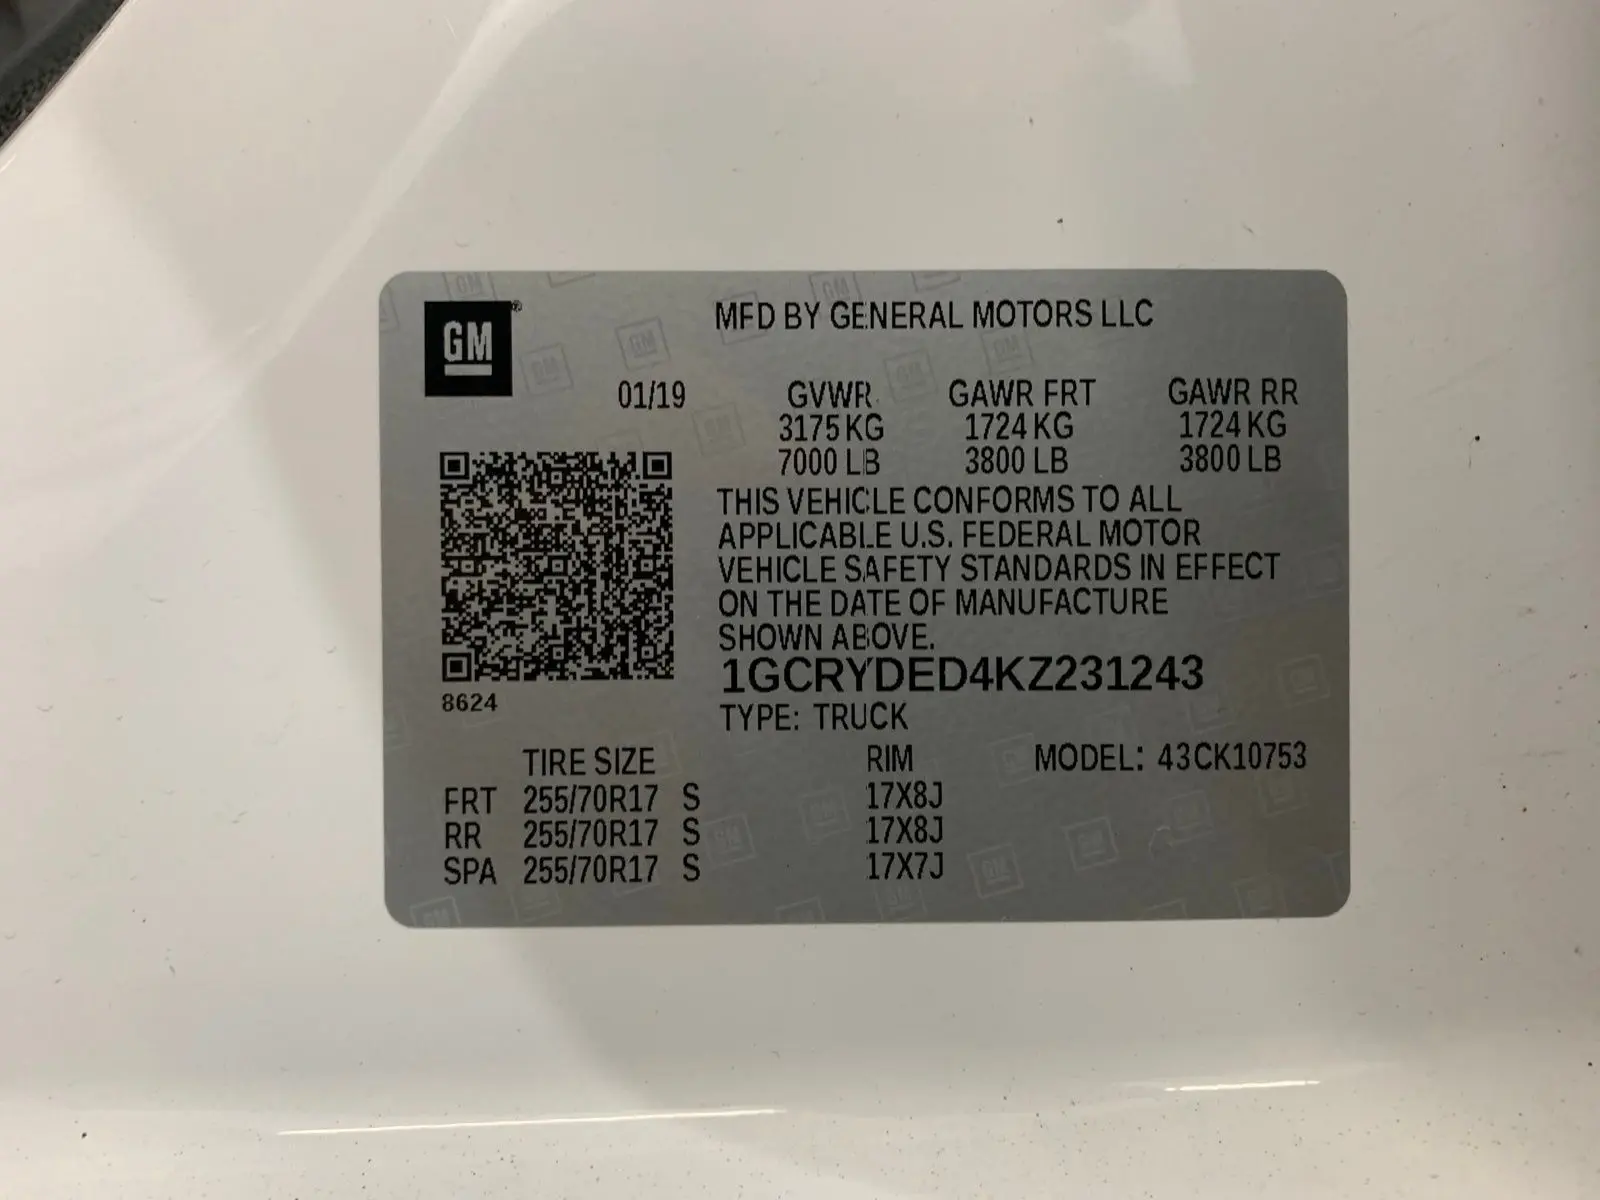 GM®
MFD BY GENERAL MOTORS LLC
01/19 GVWR GAWR FRT GAWR RR
3175 KG 1724 KG 1724 KG
7000 LB 3800 LB 3800 LB
THIS VEHICLE CONFORMS TO ALL
APPLICABLE U.S. FEDERAL MOTOR
VEHICLE SAFETY STANDARDS IN EFFECT
ON THE DATE OF MANUFACTURE
SHOWN ABOVE.
1GCRYDED4KZ231243
8624
TYPE: TRUCK
TIRE SIZE RIM MODEL: 43CK10753
FRT 255/70R17 S 17X8J
RR 255/70R17 S 17X8J
SPA 255/70R17 S 17X7J